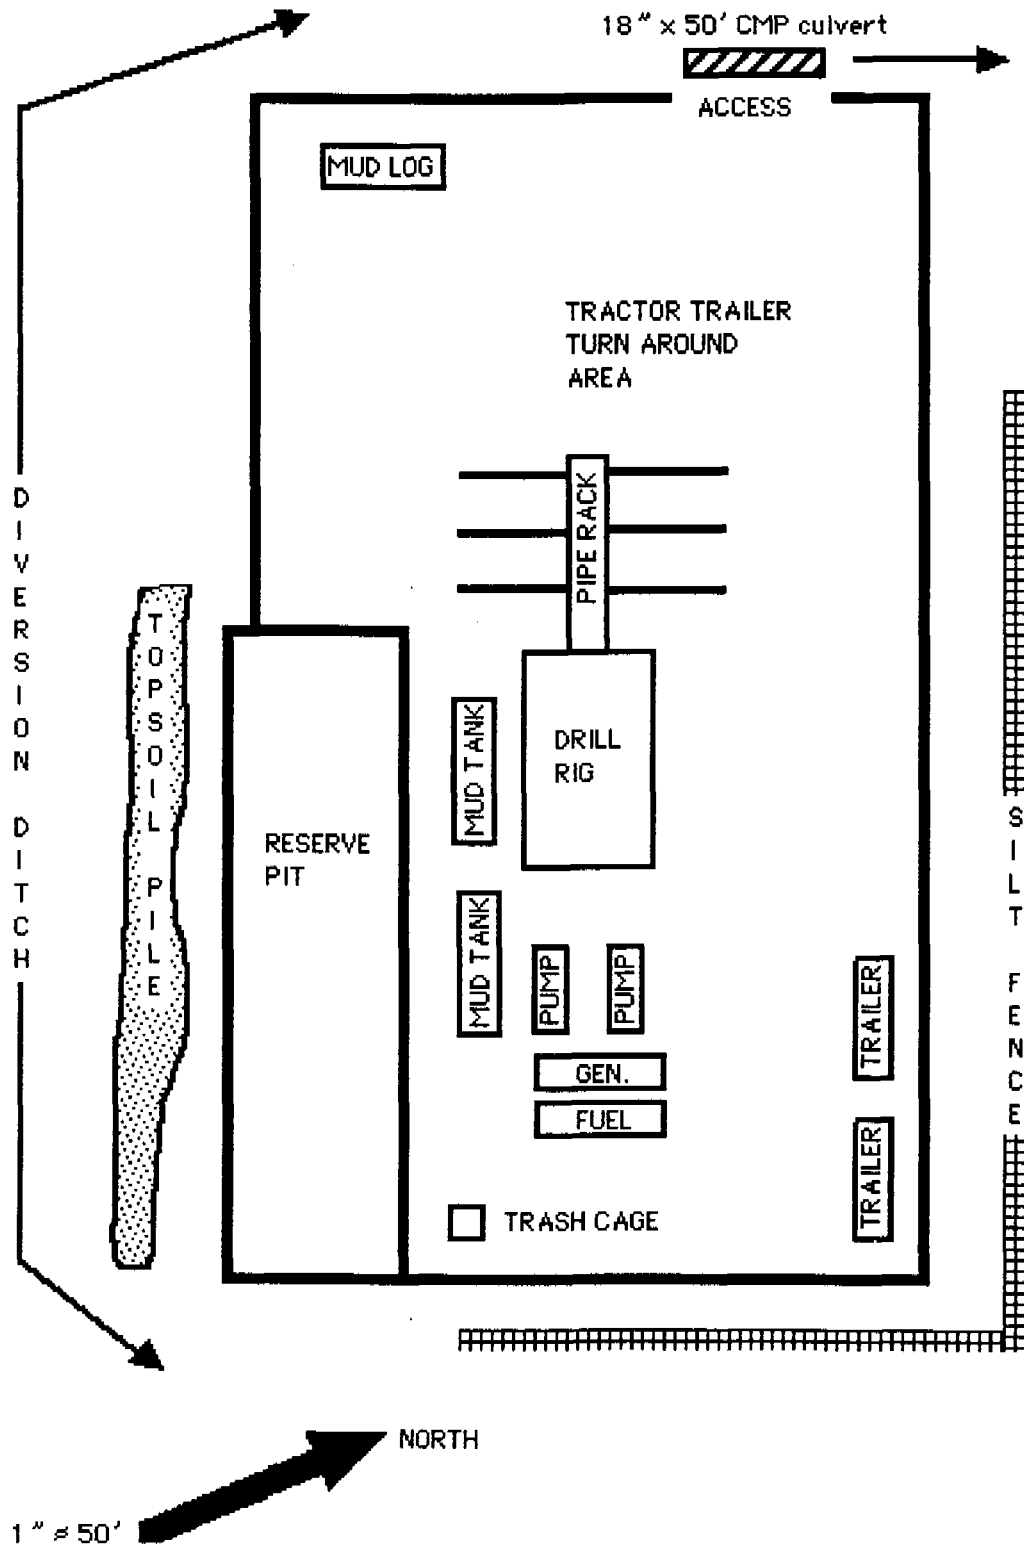 18" x 50' CMP culvert
ACCESS
MUD LOG
TRACTOR TRAILER
TURN AROUND
AREA
PIPE RACK
DIVERSION DITCH
TOPSOIL PILE
MUD TANK
DRILL
RIG
RESERVE
PIT
SILT FENCE
MUD TANK
PUMP
PUMP
TRAILER
GEN.
FUEL
TRAILER
TRASH CAGE
NORTH
1" ≈ 50'